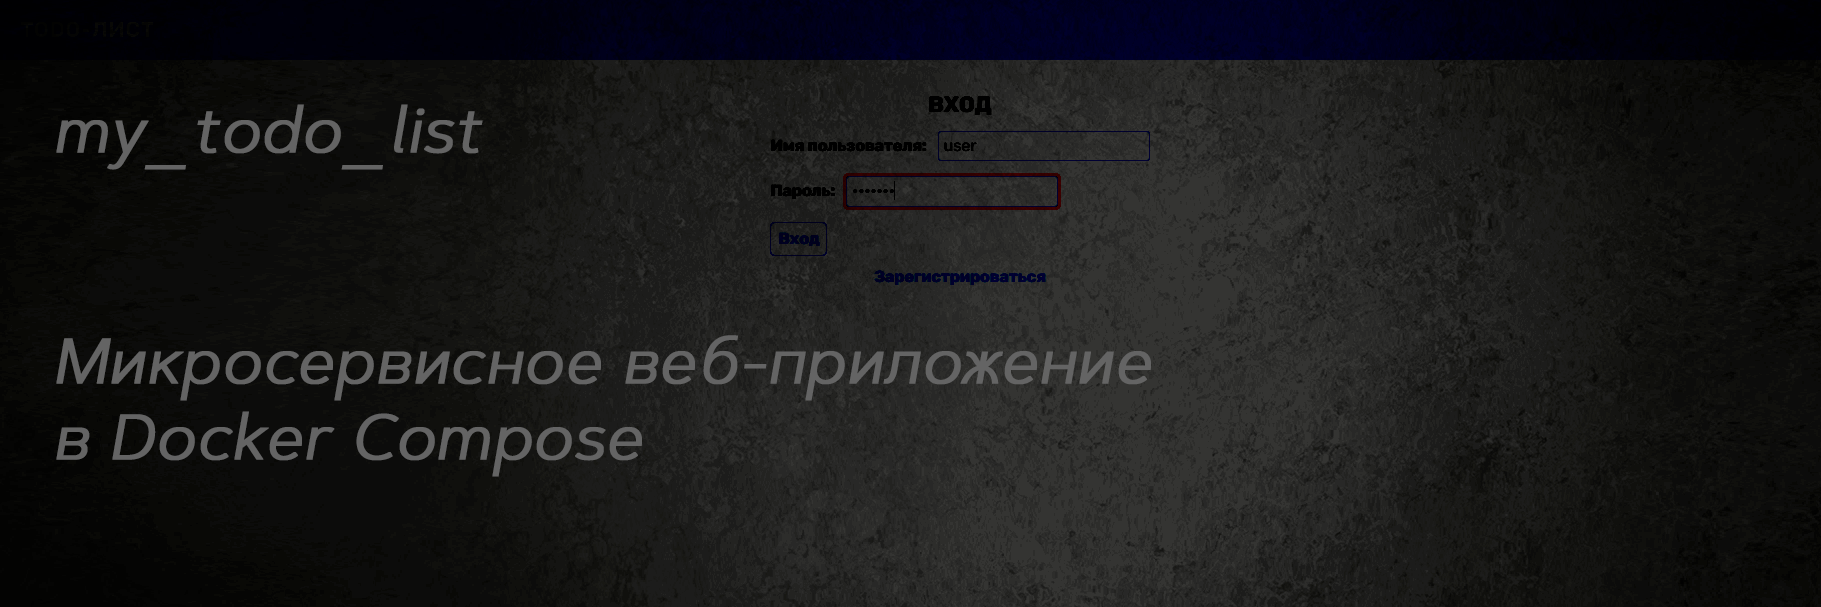 TODO-ЛИСТ
my_todo_list
ВХОД
Имя пользователя: user
Пароль: •••••••
Вход
Зарегистрироваться
Микросервисное веб-приложение
в Docker Compose